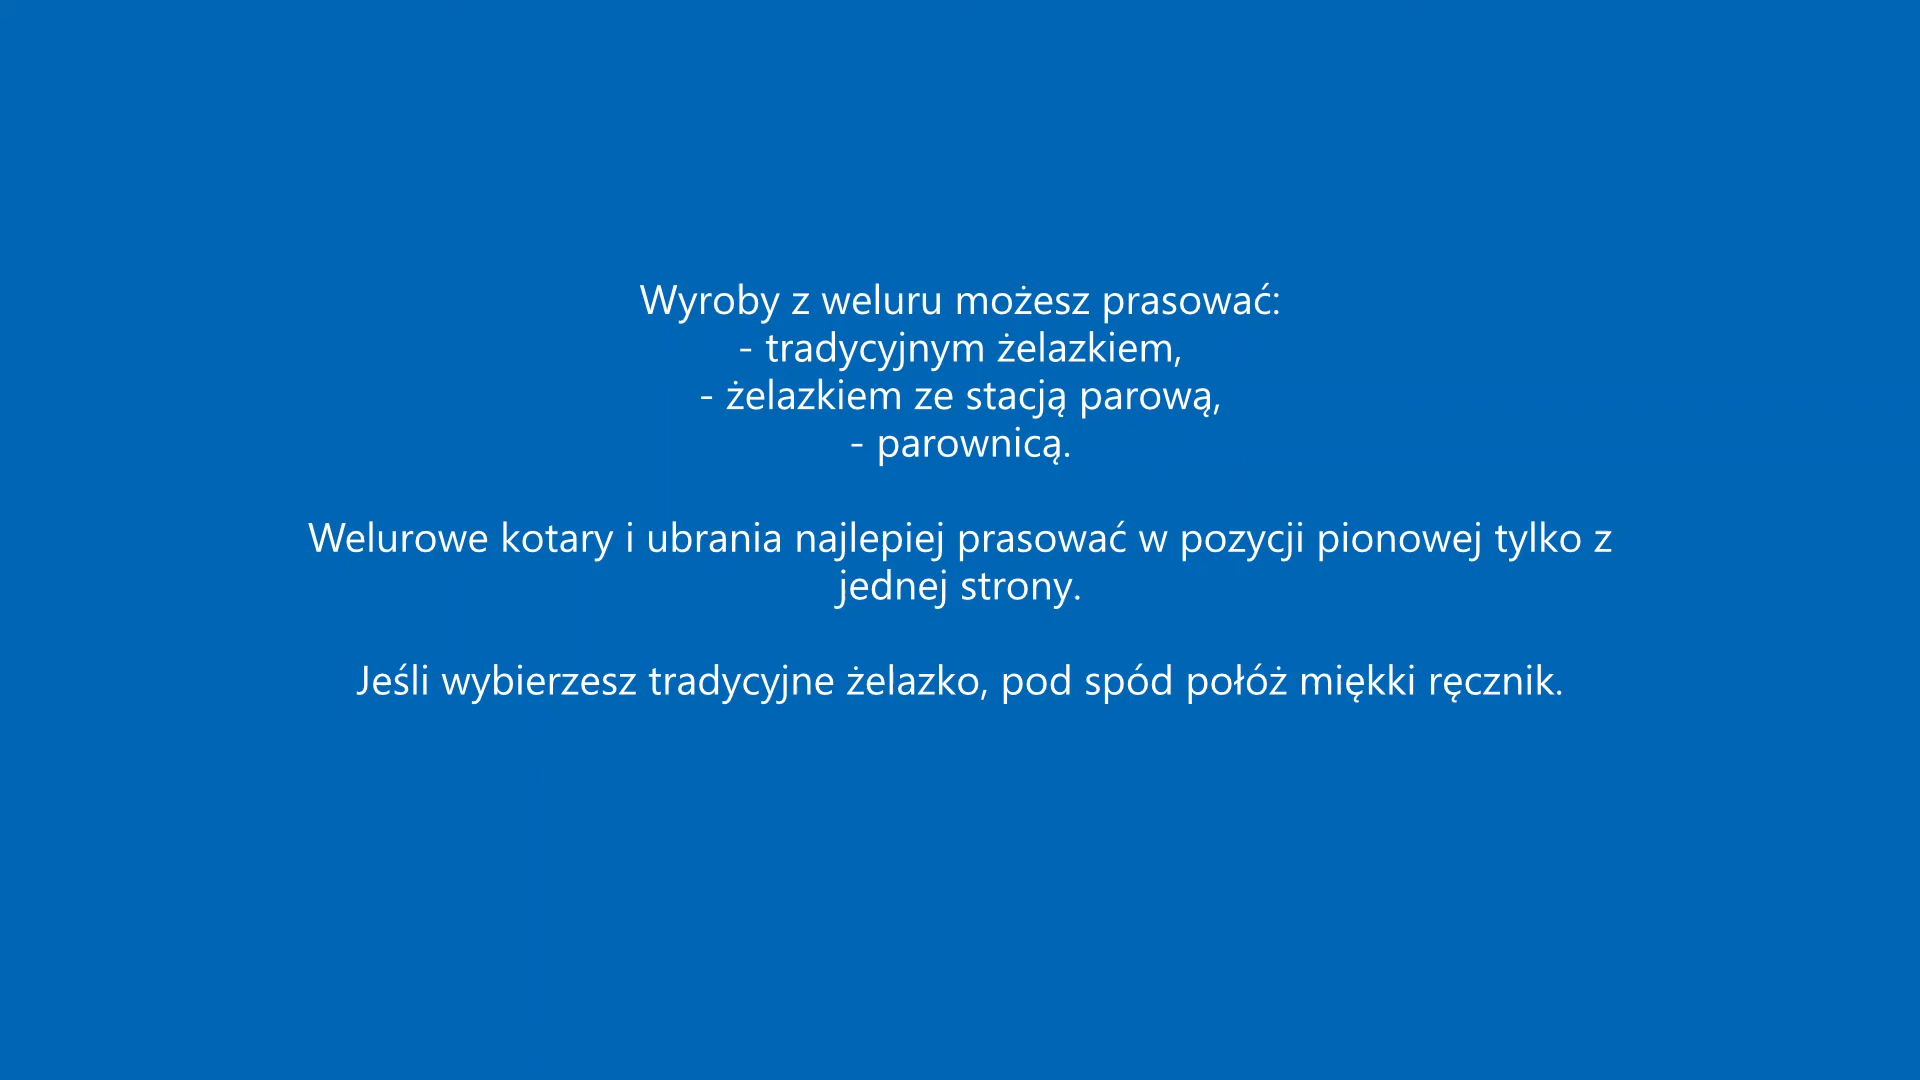 Wyroby z weluru możesz prasować:
- tradycyjnym żelazkiem,
- żelazkiem ze stacją parową,
- parownicą.
Welurowe kotary i ubrania najlepiej prasować w pozycji pionowej tylko z
jednej strony.
Jeśli wybierzesz tradycyjne żelazko, pod spód połóż miękki ręcznik.